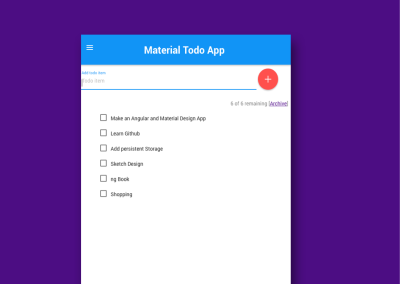 Material Todo App
Add todo item
todo item
6 of 6 remaining [Archive]
Make an Angular and Material Design App
Learn Github
Add persistent Storage
Sketch Design
ng Book
Shopping